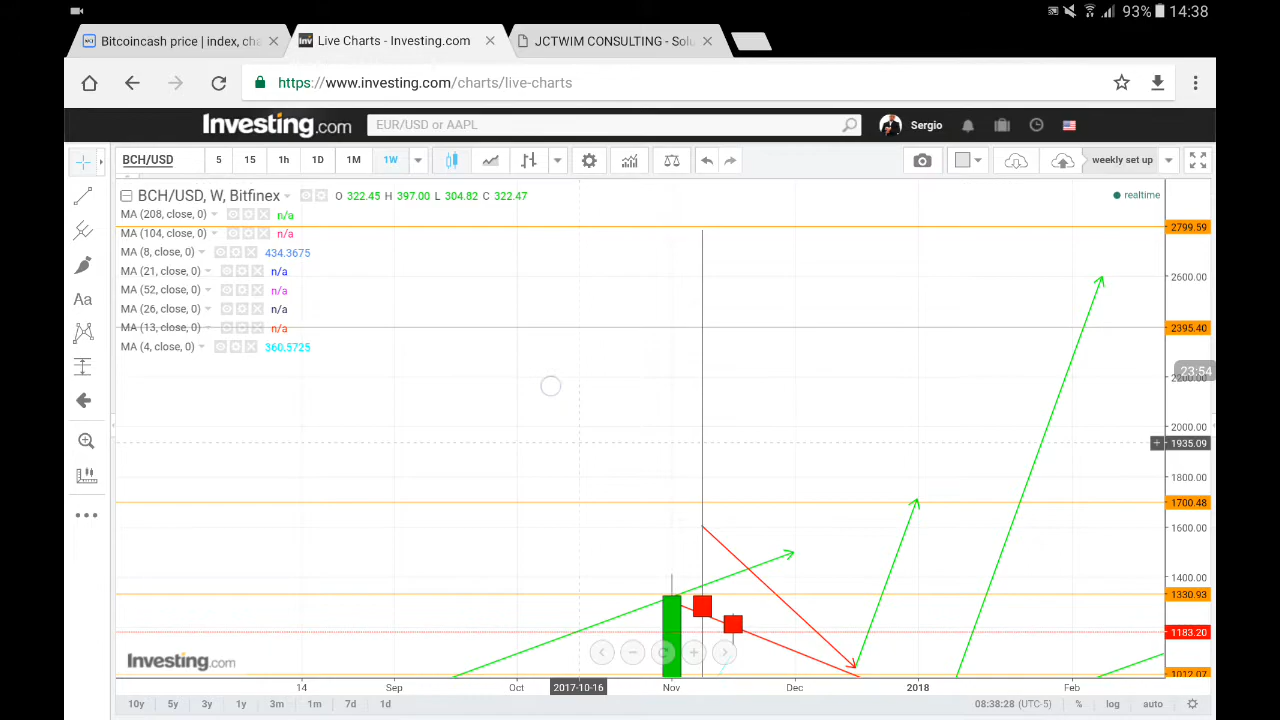 93% 14:38
Bitcoincash price | index, cha
Live Charts - Investing.com
JCTWIM CONSULTING - Solu
https://www.investing.com/charts/live-charts
Investing.com EUR/USD or AAPL Sergio
BCH/USD 5 15 1h 1D 1M 1W weekly set up
BCH/USD, W, Bitfinex O 322.45 H 397.00 L 304.82 C 322.47 realtime
MA (208, close, 0) n/a
MA (104, close, 0) n/a
MA (8, close, 0) 434.3675
MA (21, close, 0) n/a
MA (52, close, 0) n/a
MA (26, close, 0) n/a
MA (13, close, 0) n/a
MA (4, close, 0) 360.5725
Aa
2799.59
2600.00
2395.40
23:54
2200.00
2000.00
1935.09
1800.00
1700.48
1600.00
1400.00
1330.93
1183.20
1012.07
Investing.com
14 Sep Oct 2017-10-16 Nov Dec 2018 Feb
10y 5y 3y 1y 3m 1m 7d 1d 08:38:28 (UTC-5) % log auto